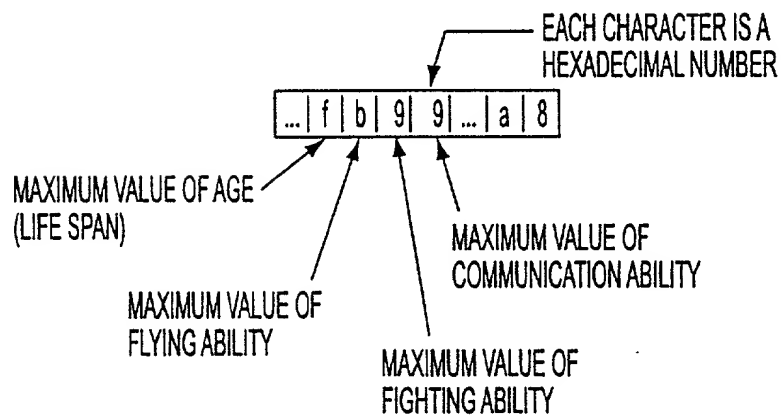 EACH CHARACTER IS A
HEXADECIMAL NUMBER
...| f | b | 9 | 9 | ... | a | 8
MAXIMUM VALUE OF AGE
(LIFE SPAN)
MAXIMUM VALUE OF
COMMUNICATION ABILITY
MAXIMUM VALUE OF
FLYING ABILITY
MAXIMUM VALUE OF
FIGHTING ABILITY